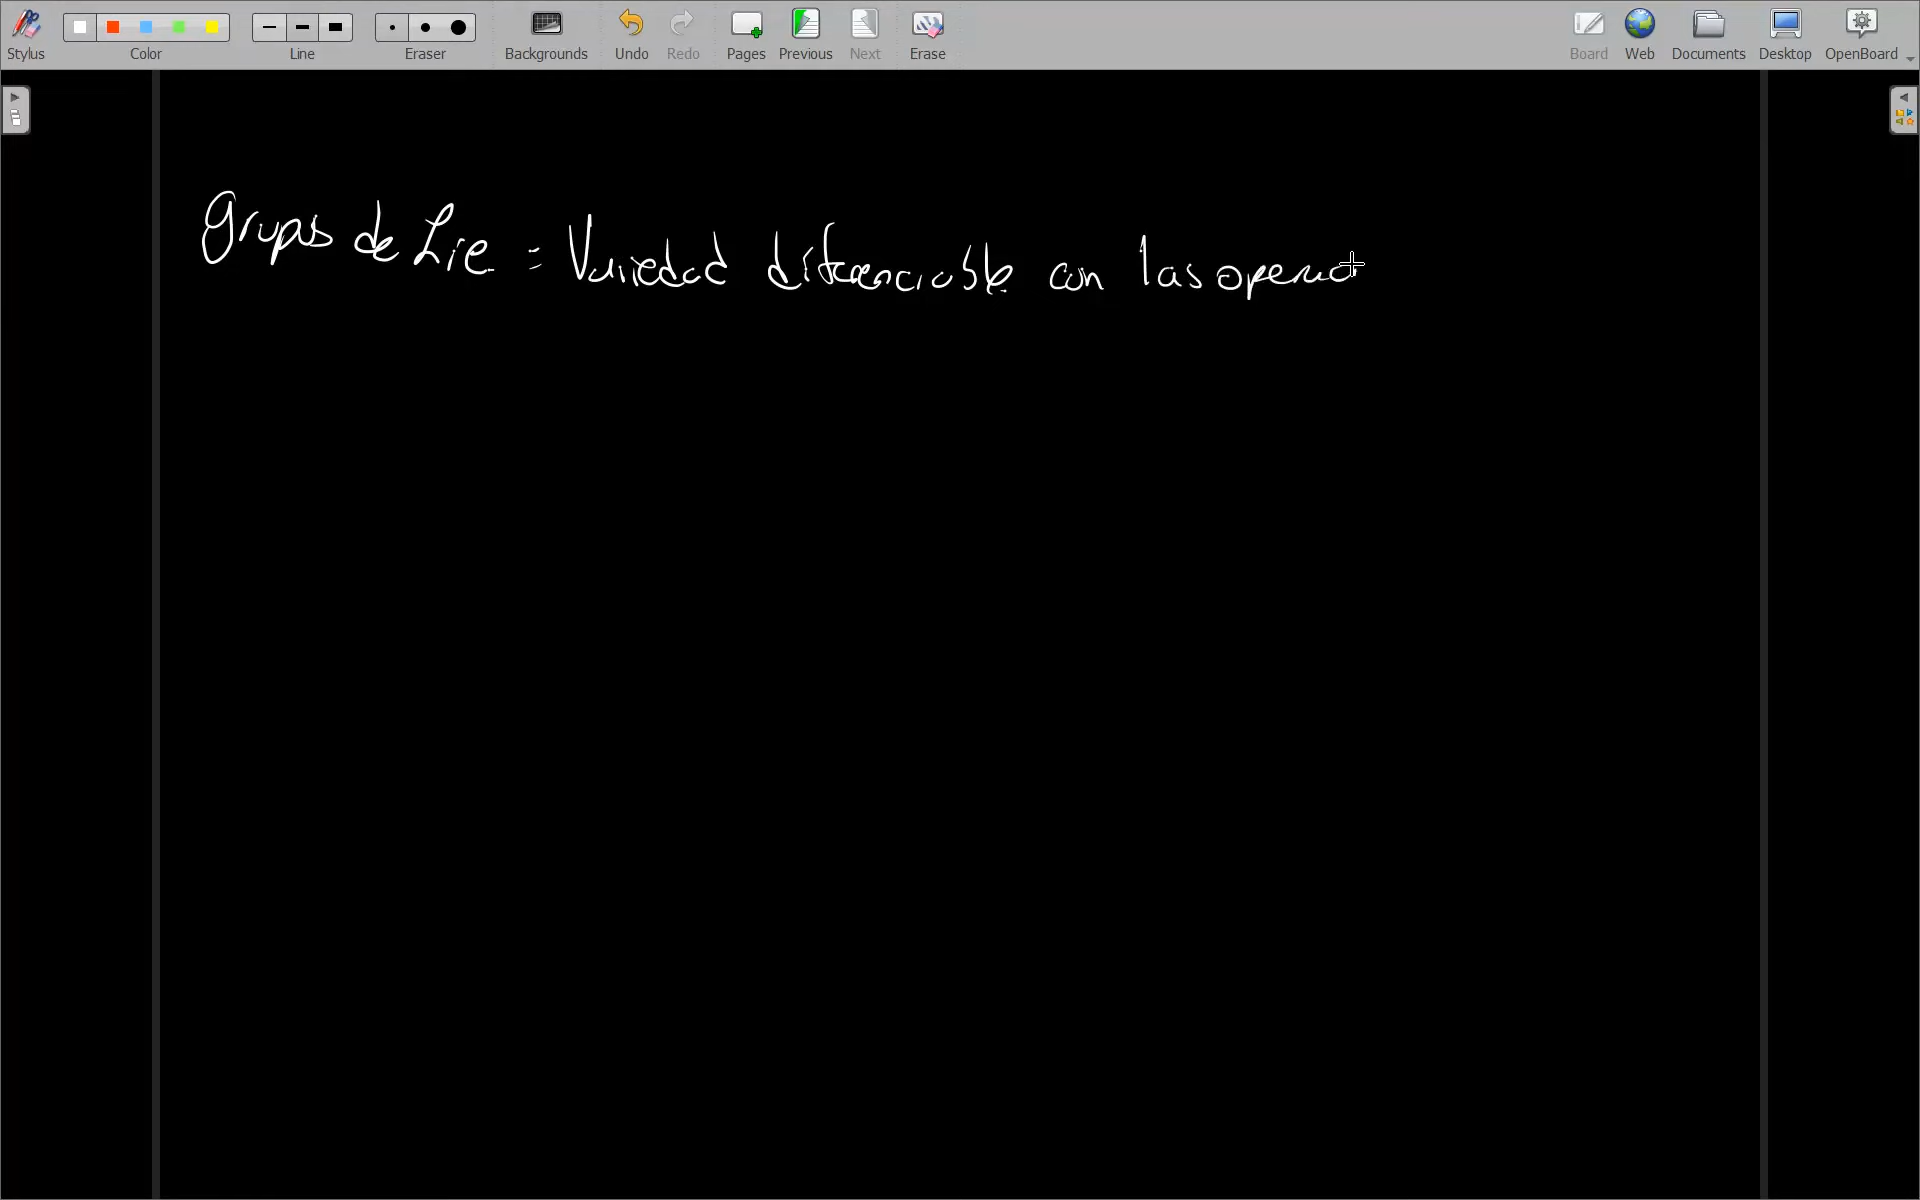 Stylus Color Line Eraser Backgrounds Undo Redo Pages Previous Next Erase Board Web Documents Desktop OpenBoard
Grupos de Lie = Variedad diferenciable con las operac